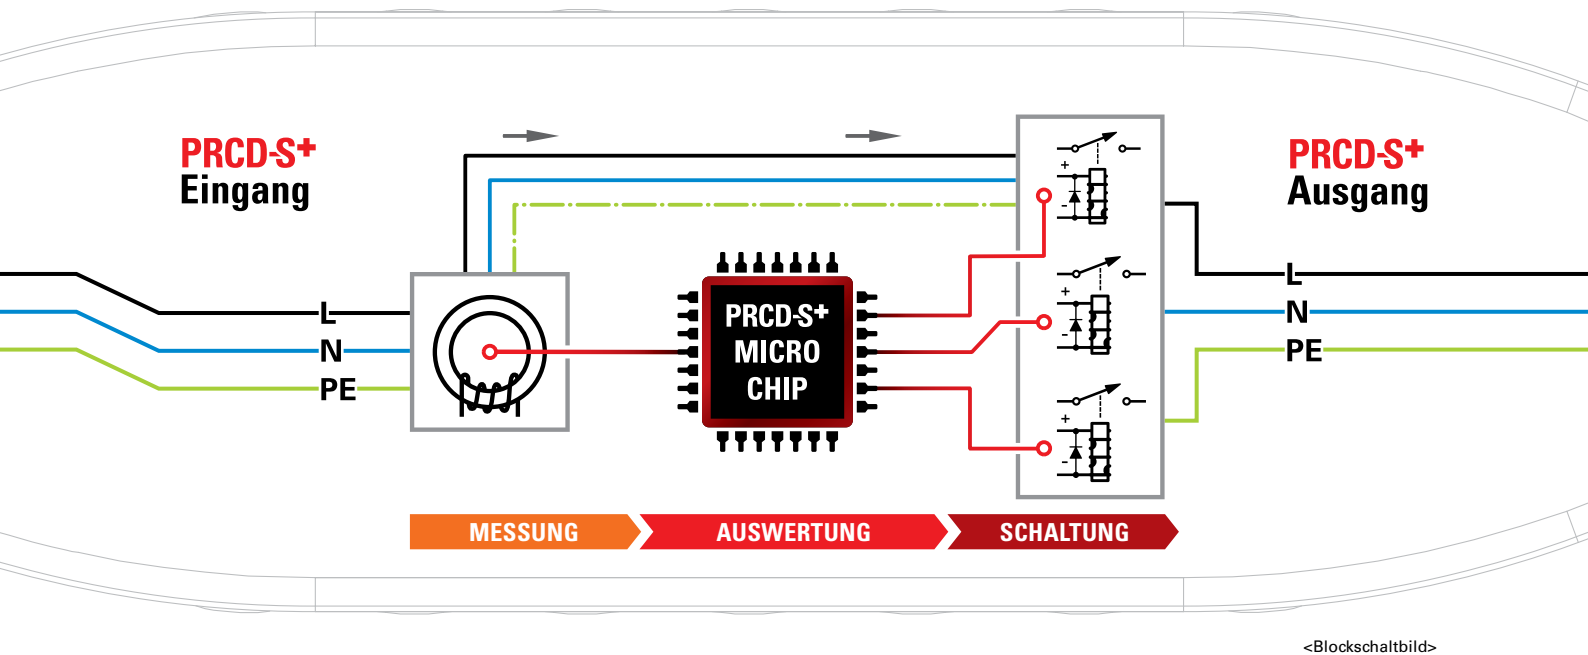 PRCD-S+
Eingang
L
N
PE
PRCD-S+
MICRO
CHIP
+
-
+
-
+
-
PRCD-S+
Ausgang
L
N
PE
MESSUNG
AUSWERTUNG
SCHALTUNG
<Blockschaltbild>